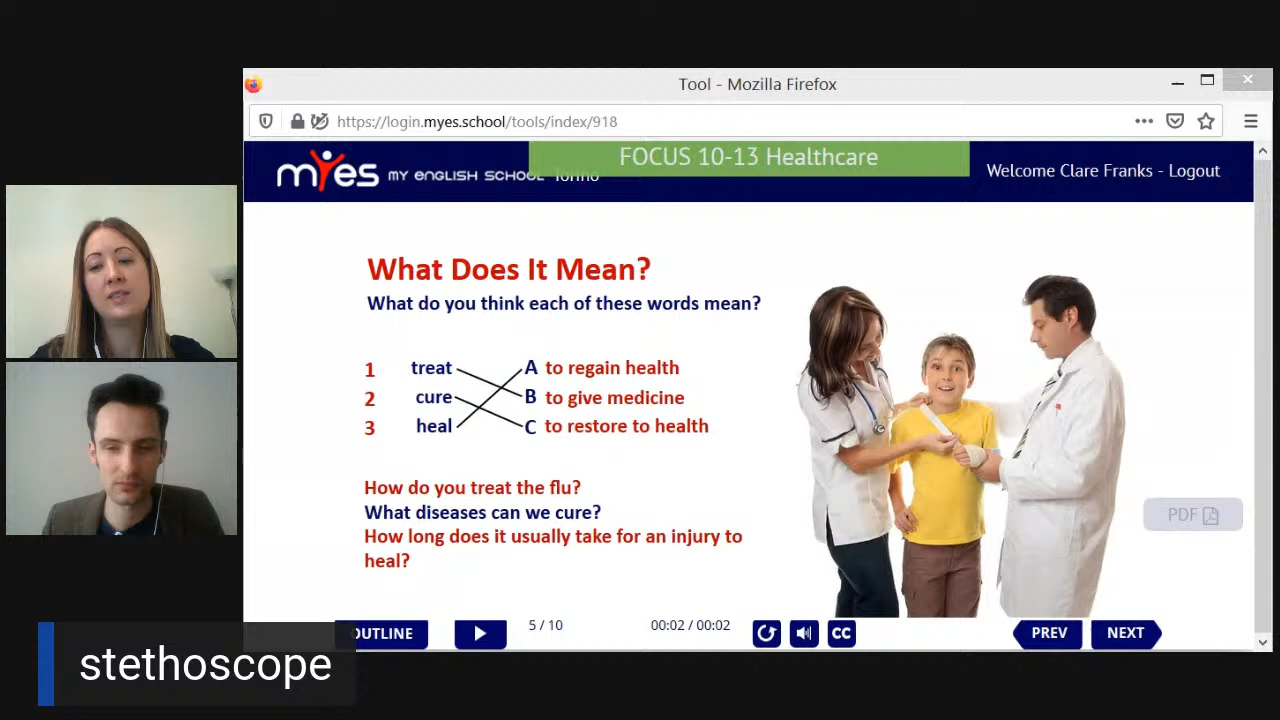 Tool - Mozilla Firefox
https://login.myes.school/tools/index/918
FOCUS 10-13 Healthcare
myes MY ENGLISH SCHOOL Torino
Welcome Clare Franks - Logout
What Does It Mean?
What do you think each of these words mean?
1 treat A to regain health
2 cure B to give medicine
3 heal C to restore to health
How do you treat the flu?
What diseases can we cure?
How long does it usually take for an injury to
heal?
PDF
OUTLINE 5 / 10 00:02 / 00:02 CC PREV NEXT
stethoscope